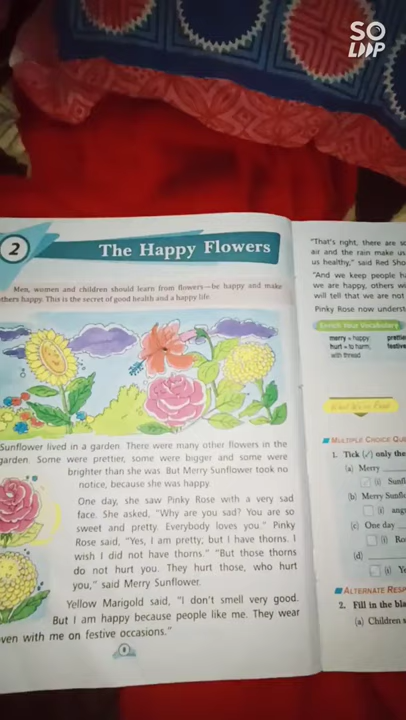 SO
LOOP
2
The Happy Flowers
Men, women and children should learn from flowers—be happy and make
others happy. This is the secret of good health and a happy life.
Sunflower lived in a garden. There were many other flowers in the
garden. Some were prettier, some were bigger and some were
brighter than she was. But Merry Sunflower took no
notice, because she was happy.
One day, she saw Pinky Rose with a very sad
face. She asked, "Why are you sad? You are so
sweet and pretty. Everybody loves you." Pinky
Rose said, "Yes, I am pretty; but I have thorns. I
wish I did not have thorns." "But those thorns
do not hurt you. They hurt those, who hurt
you," said Merry Sunflower.
Yellow Marigold said, "I don't smell very good.
But I am happy because people like me. They wear
even with me on festive occasions."
8
"That's right, there are
air and the rain make us
us healthy," said Red
"And we keep people
we are happy, others
will tell that we are not
Pinky Rose now
Enrich Your Vocabulary
merry = happy
hurt = to harm,
with thread
What We've Read
MULTIPLE CHOICE
1. Tick (✓) only the
(a) Merry
(i)
(b) Merry
(i)
(c) One day
(i)
(d)
(i)
ALTERNATE
2. Fill in the
(a) Children